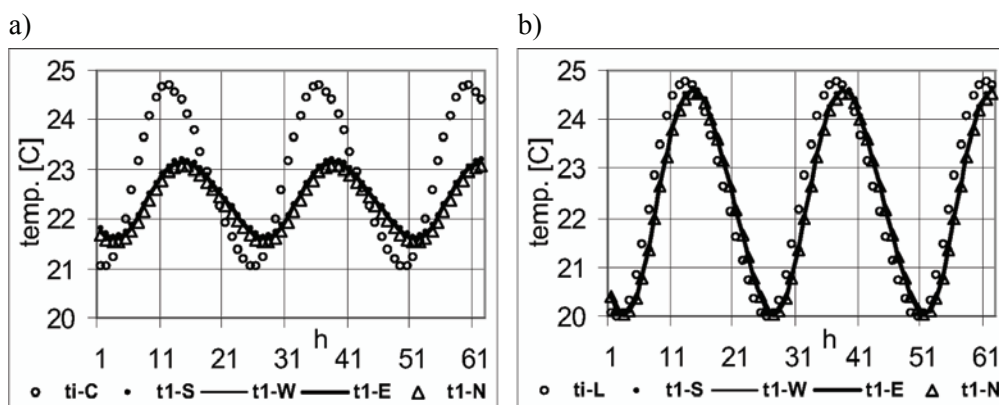 a)
b)
25
24
23
22
21
20
temp. [C]
1 11 21 31 41 51 61
h
ti-C t1-S t1-W t1-E t1-N
25
24
23
22
21
20
temp. [C]
1 11 21 31 41 51 61
h
ti-L t1-S t1-W t1-E t1-N